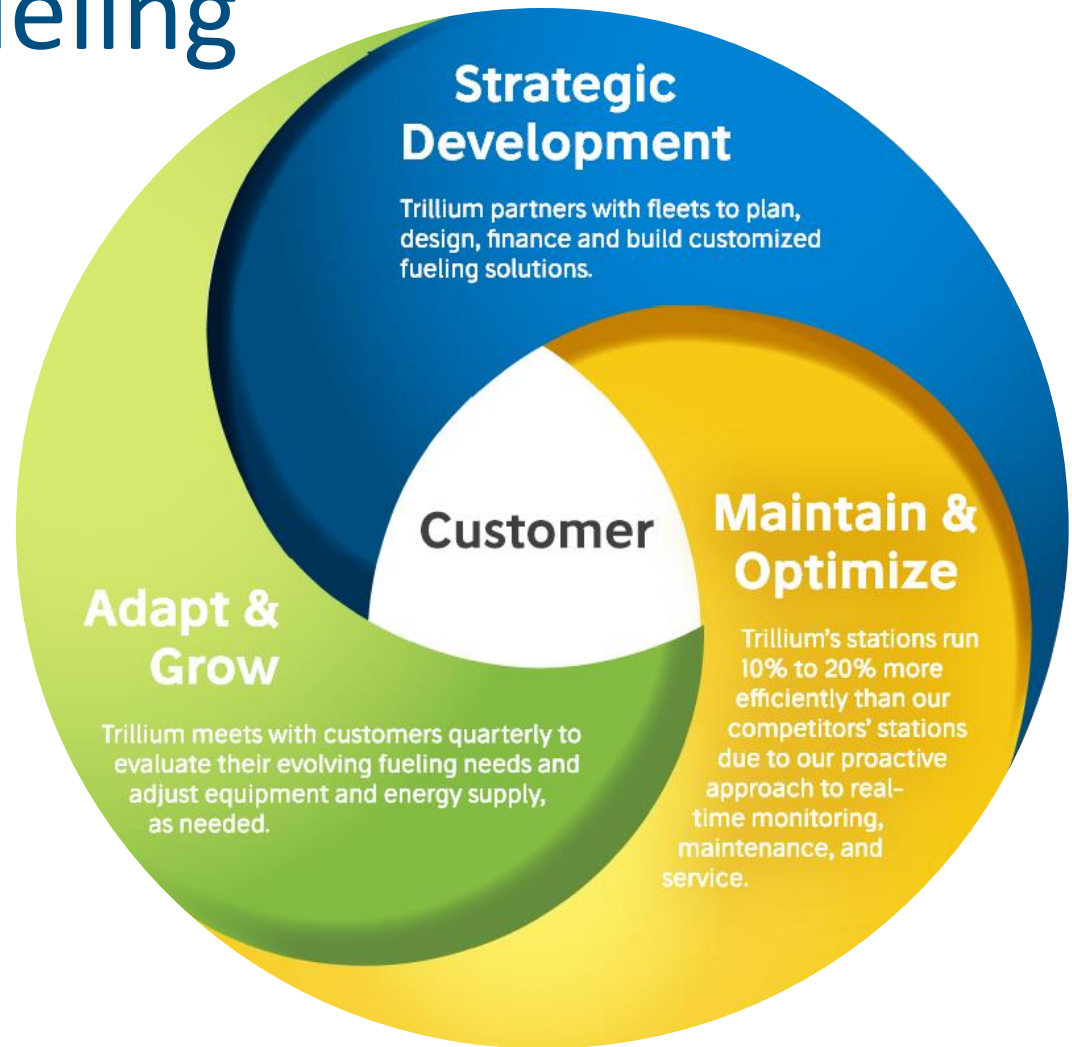 eling
Strategic
Development
Trillium partners with fleets to plan,
design, finance and build customized
fueling solutions.
Customer
Maintain &
Optimize
Trillium's stations run
10% to 20% more
efficiently than our
competitors' stations
due to our proactive
approach to real-
time monitoring,
maintenance, and
service.
Adapt &
Grow
Trillium meets with customers quarterly to
evaluate their evolving fueling needs and
adjust equipment and energy supply,
as needed.